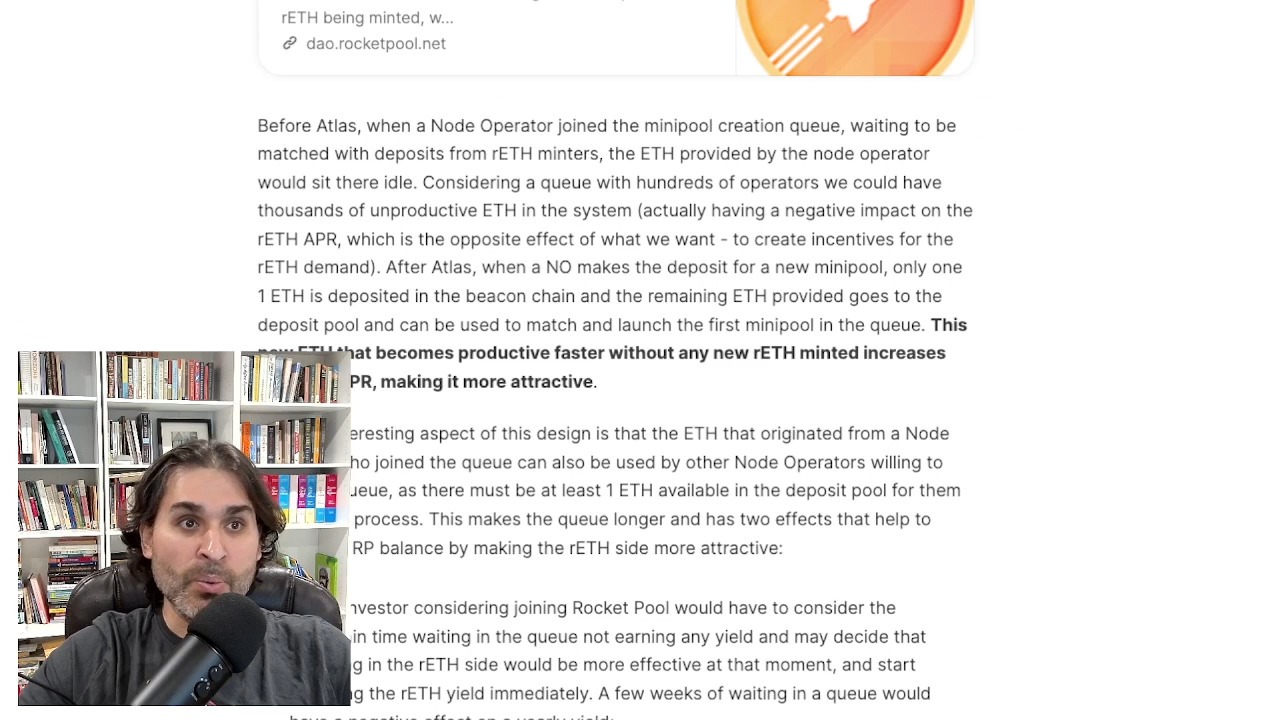 rETH being minted, w...
dao.rocketpool.net
Before Atlas, when a Node Operator joined the minipool creation queue, waiting to be
matched with deposits from rETH minters, the ETH provided by the node operator
would sit there idle. Considering a queue with hundreds of operators we could have
thousands of unproductive ETH in the system (actually having a negative impact on the
rETH APR, which is the opposite effect of what we want - to create incentives for the
rETH demand). After Atlas, when a NO makes the deposit for a new minipool, only one
1 ETH is deposited in the beacon chain and the remaining ETH provided goes to the
deposit pool and can be used to match and launch the first minipool in the queue. This
new ETH that becomes productive faster without any new rETH minted increases
PR, making it more attractive.
eresting aspect of this design is that the ETH that originated from a Node
ho joined the queue can also be used by other Node Operators willing to
ueue, as there must be at least 1 ETH available in the deposit pool for them
process. This makes the queue longer and has two effects that help to
RP balance by making the rETH side more attractive:
nvestor considering joining Rocket Pool would have to consider the
in time waiting in the queue not earning any yield and may decide that
g in the rETH side would be more effective at that moment, and start
g the rETH yield immediately. A few weeks of waiting in a queue would
have a negative effect on a yearly yield;